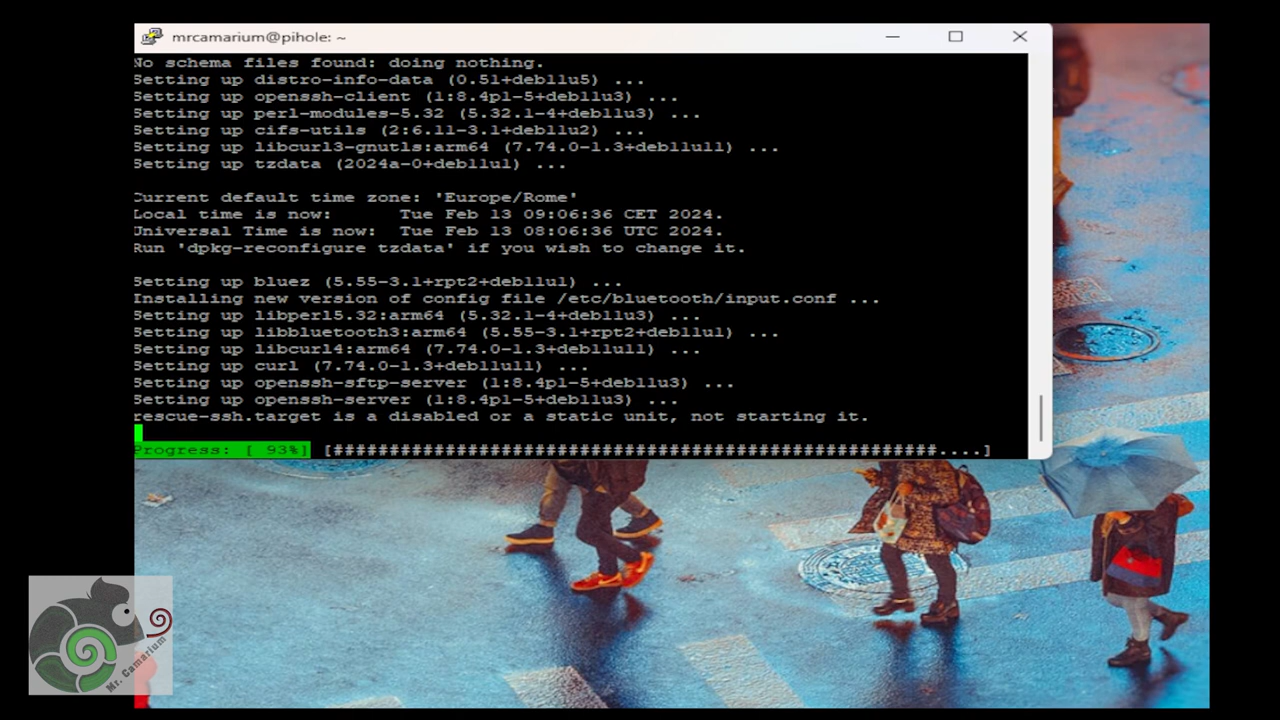 mrcamarium@pihole: ~
No schema files found: doing nothing.
Setting up distro-info-data (0.51+deb11u5) ...
Setting up openssh-client (1:8.4p1-5+deb11u3) ...
Setting up perl-modules-5.32 (5.32.1-4+deb11u3) ...
Setting up cifs-utils (2:6.11-3.1+deb11u2) ...
Setting up libcurl3-gnutls:arm64 (7.74.0-1.3+deb11u11) ...
Setting up tzdata (2024a-0+deb11u1) ...
Current default time zone: 'Europe/Rome'
Local time is now:      Tue Feb 13 09:06:36 CET 2024.
Universal Time is now:  Tue Feb 13 08:06:36 UTC 2024.
Run 'dpkg-reconfigure tzdata' if you wish to change it.
Setting up bluez (5.55-3.1+rpt2+deb11u1) ...
Installing new version of config file /etc/bluetooth/input.conf ...
Setting up libperl5.32:arm64 (5.32.1-4+deb11u3) ...
Setting up libbluetooth3:arm64 (5.55-3.1+rpt2+deb11u1) ...
Setting up libcurl4:arm64 (7.74.0-1.3+deb11u11) ...
Setting up curl (7.74.0-1.3+deb11u11) ...
Setting up openssh-sftp-server (1:8.4p1-5+deb11u3) ...
Setting up openssh-server (1:8.4p1-5+deb11u3) ...
rescue-ssh.target is a disabled or a static unit, not starting it.
Progress: [ 93%] [######################################################....]
Mr. Camarium